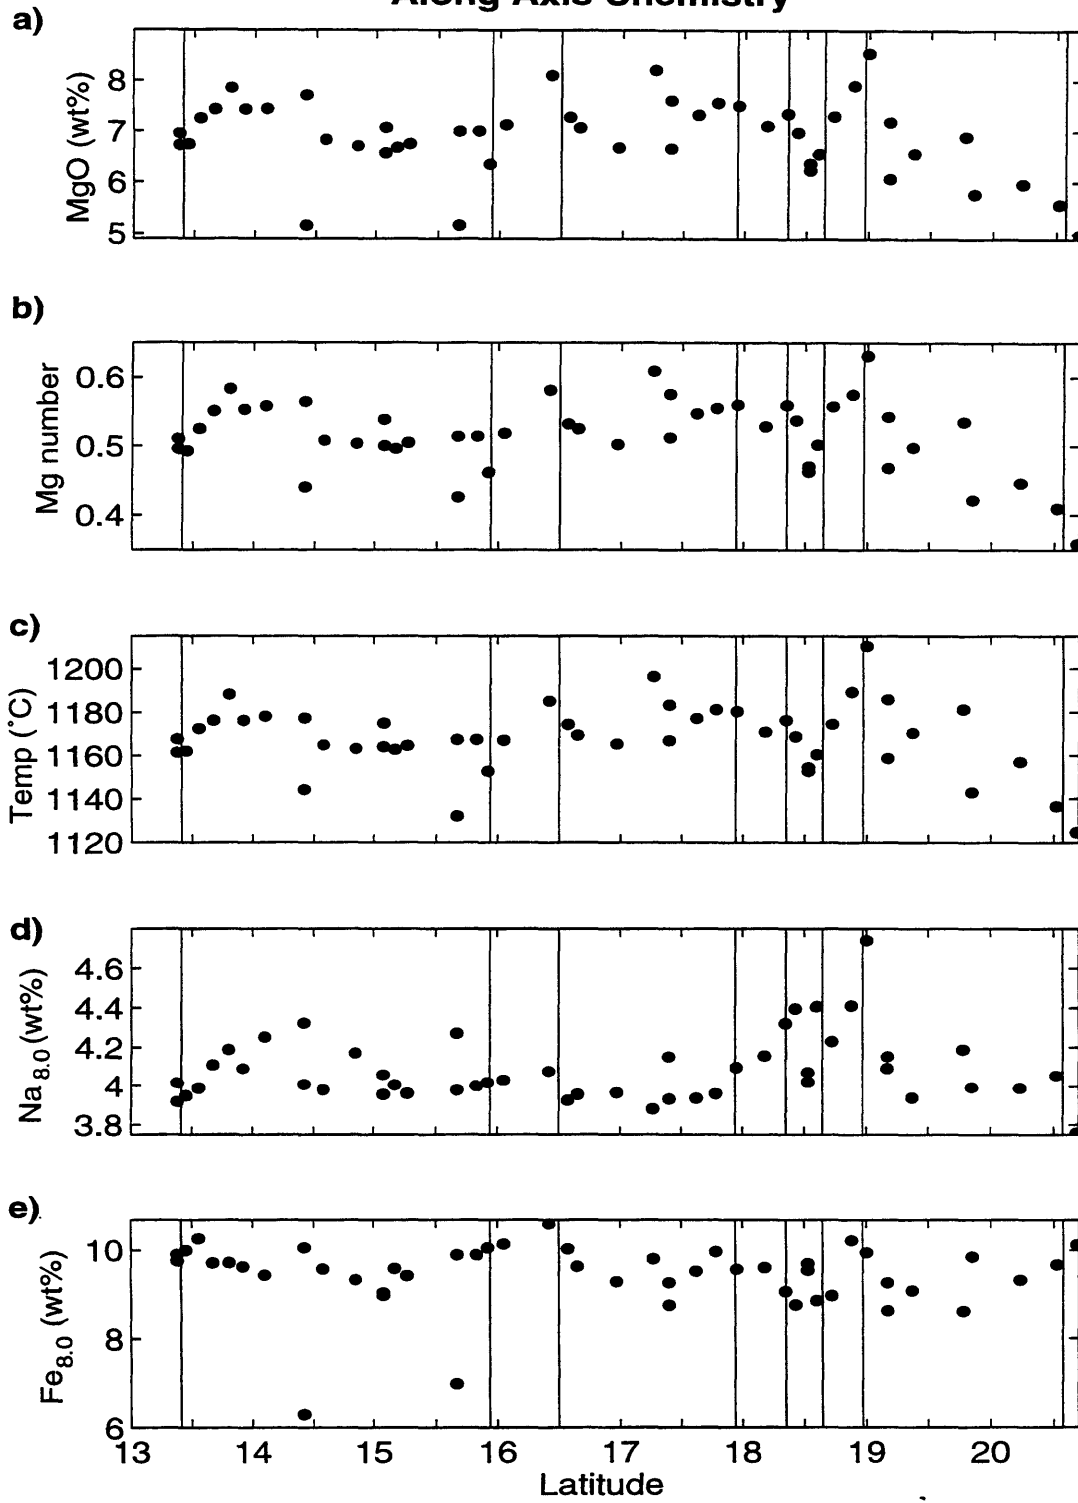 Along Axis Chemistry
a)
MgO (wt%)
8
7
6
5
b)
Mg number
0.6
0.5
0.4
c)
Temp (°C)
1200
1180
1160
1140
1120
d)
Na8.0 (wt%)
4.6
4.4
4.2
4
3.8
e)
Fe8.0 (wt%)
10
8
6
13 14 15 16 17 18 19 20
Latitude